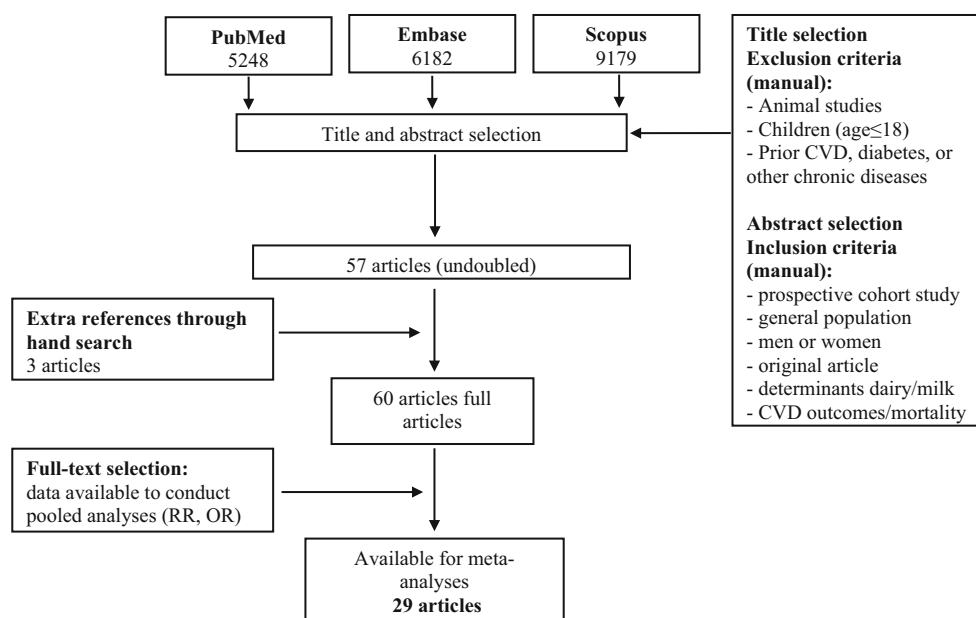 PubMed
5248
Embase
6182
Scopus
9179
Title selection
Exclusion criteria
(manual):
- Animal studies
- Children (age≤18)
- Prior CVD, diabetes, or
other chronic diseases
Abstract selection
Inclusion criteria
(manual):
- prospective cohort study
- general population
- men or women
- original article
- determinants dairy/milk
- CVD outcomes/mortality
Title and abstract selection
57 articles (undoubled)
Extra references through
hand search
3 articles
60 articles full
articles
Full-text selection:
data available to conduct
pooled analyses (RR, OR)
Available for meta-
analyses
29 articles